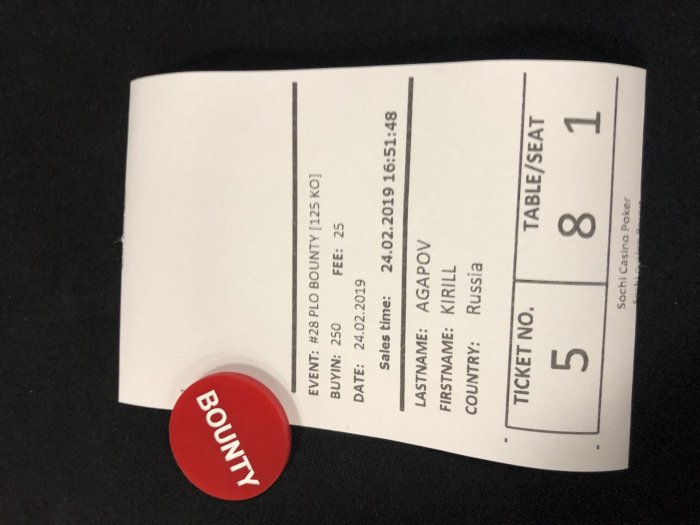 EVENT: #28 PLO BOUNTY [125 KO]
BUYIN: 250 FEE: 25
DATE: 24.02.2019
Sales time: 24.02.2019 16:51:48
LASTNAME: AGAPOV
FIRSTNAME: KIRILL
COUNTRY: Russia
TICKET NO. TABLE/SEAT
5 8 1
Sochi Casino Poker
BOUNTY